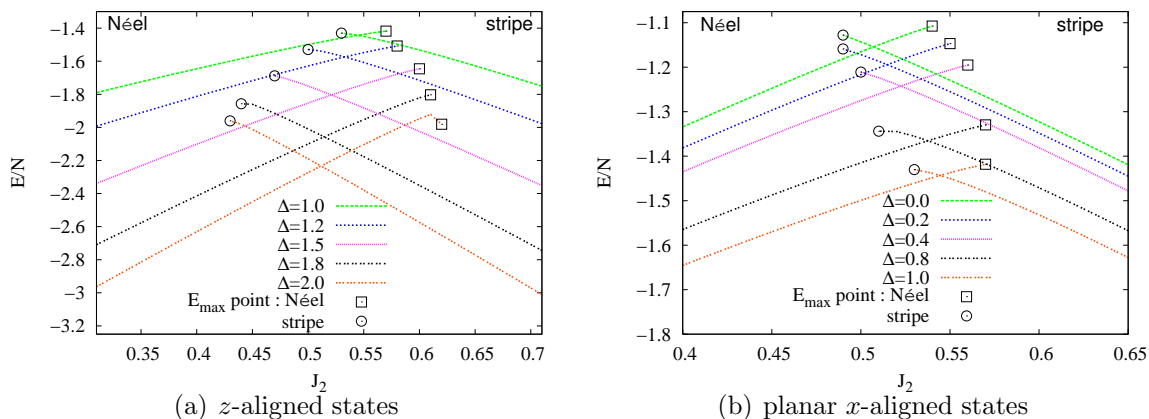 Néel stripe
−1.4
−1.6
−1.8
−2
−2.2
−2.4
−2.6
−2.8
−3
−3.2
E/N
Δ=1.0
Δ=1.2
Δ=1.5
Δ=1.8
Δ=2.0
E_max point : Néel
stripe
0.35 0.4 0.45 0.5 0.55 0.6 0.65 0.7
J_2
(a) z-aligned states
Néel stripe
−1.1
−1.2
−1.3
−1.4
−1.5
−1.6
−1.7
−1.8
E/N
Δ=0.0
Δ=0.2
Δ=0.4
Δ=0.8
Δ=1.0
E_max point : Néel
stripe
0.4 0.45 0.5 0.55 0.6 0.65
J_2
(b) planar x-aligned states